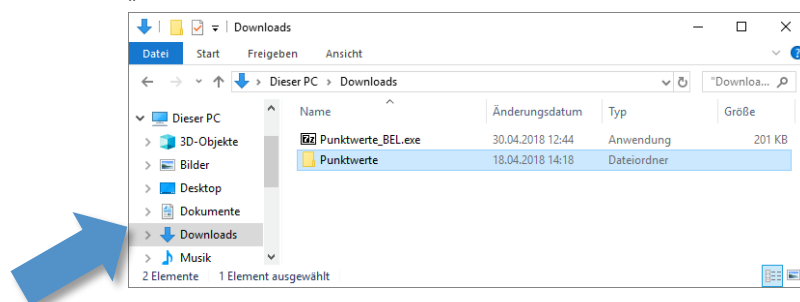 Downloads
Datei Start Freigeben Ansicht
Dieser PC Downloads "Downloa...
Name Änderungsdatum Typ Größe
Dieser PC
3D-Objekte
Bilder
Desktop
Dokumente
Downloads
Musik
Punktwerte_BEL.exe 30.04.2018 12:44 Anwendung 201 KB
Punktwerte 18.04.2018 14:18 Dateiordner
2 Elemente 1 Element ausgewählt